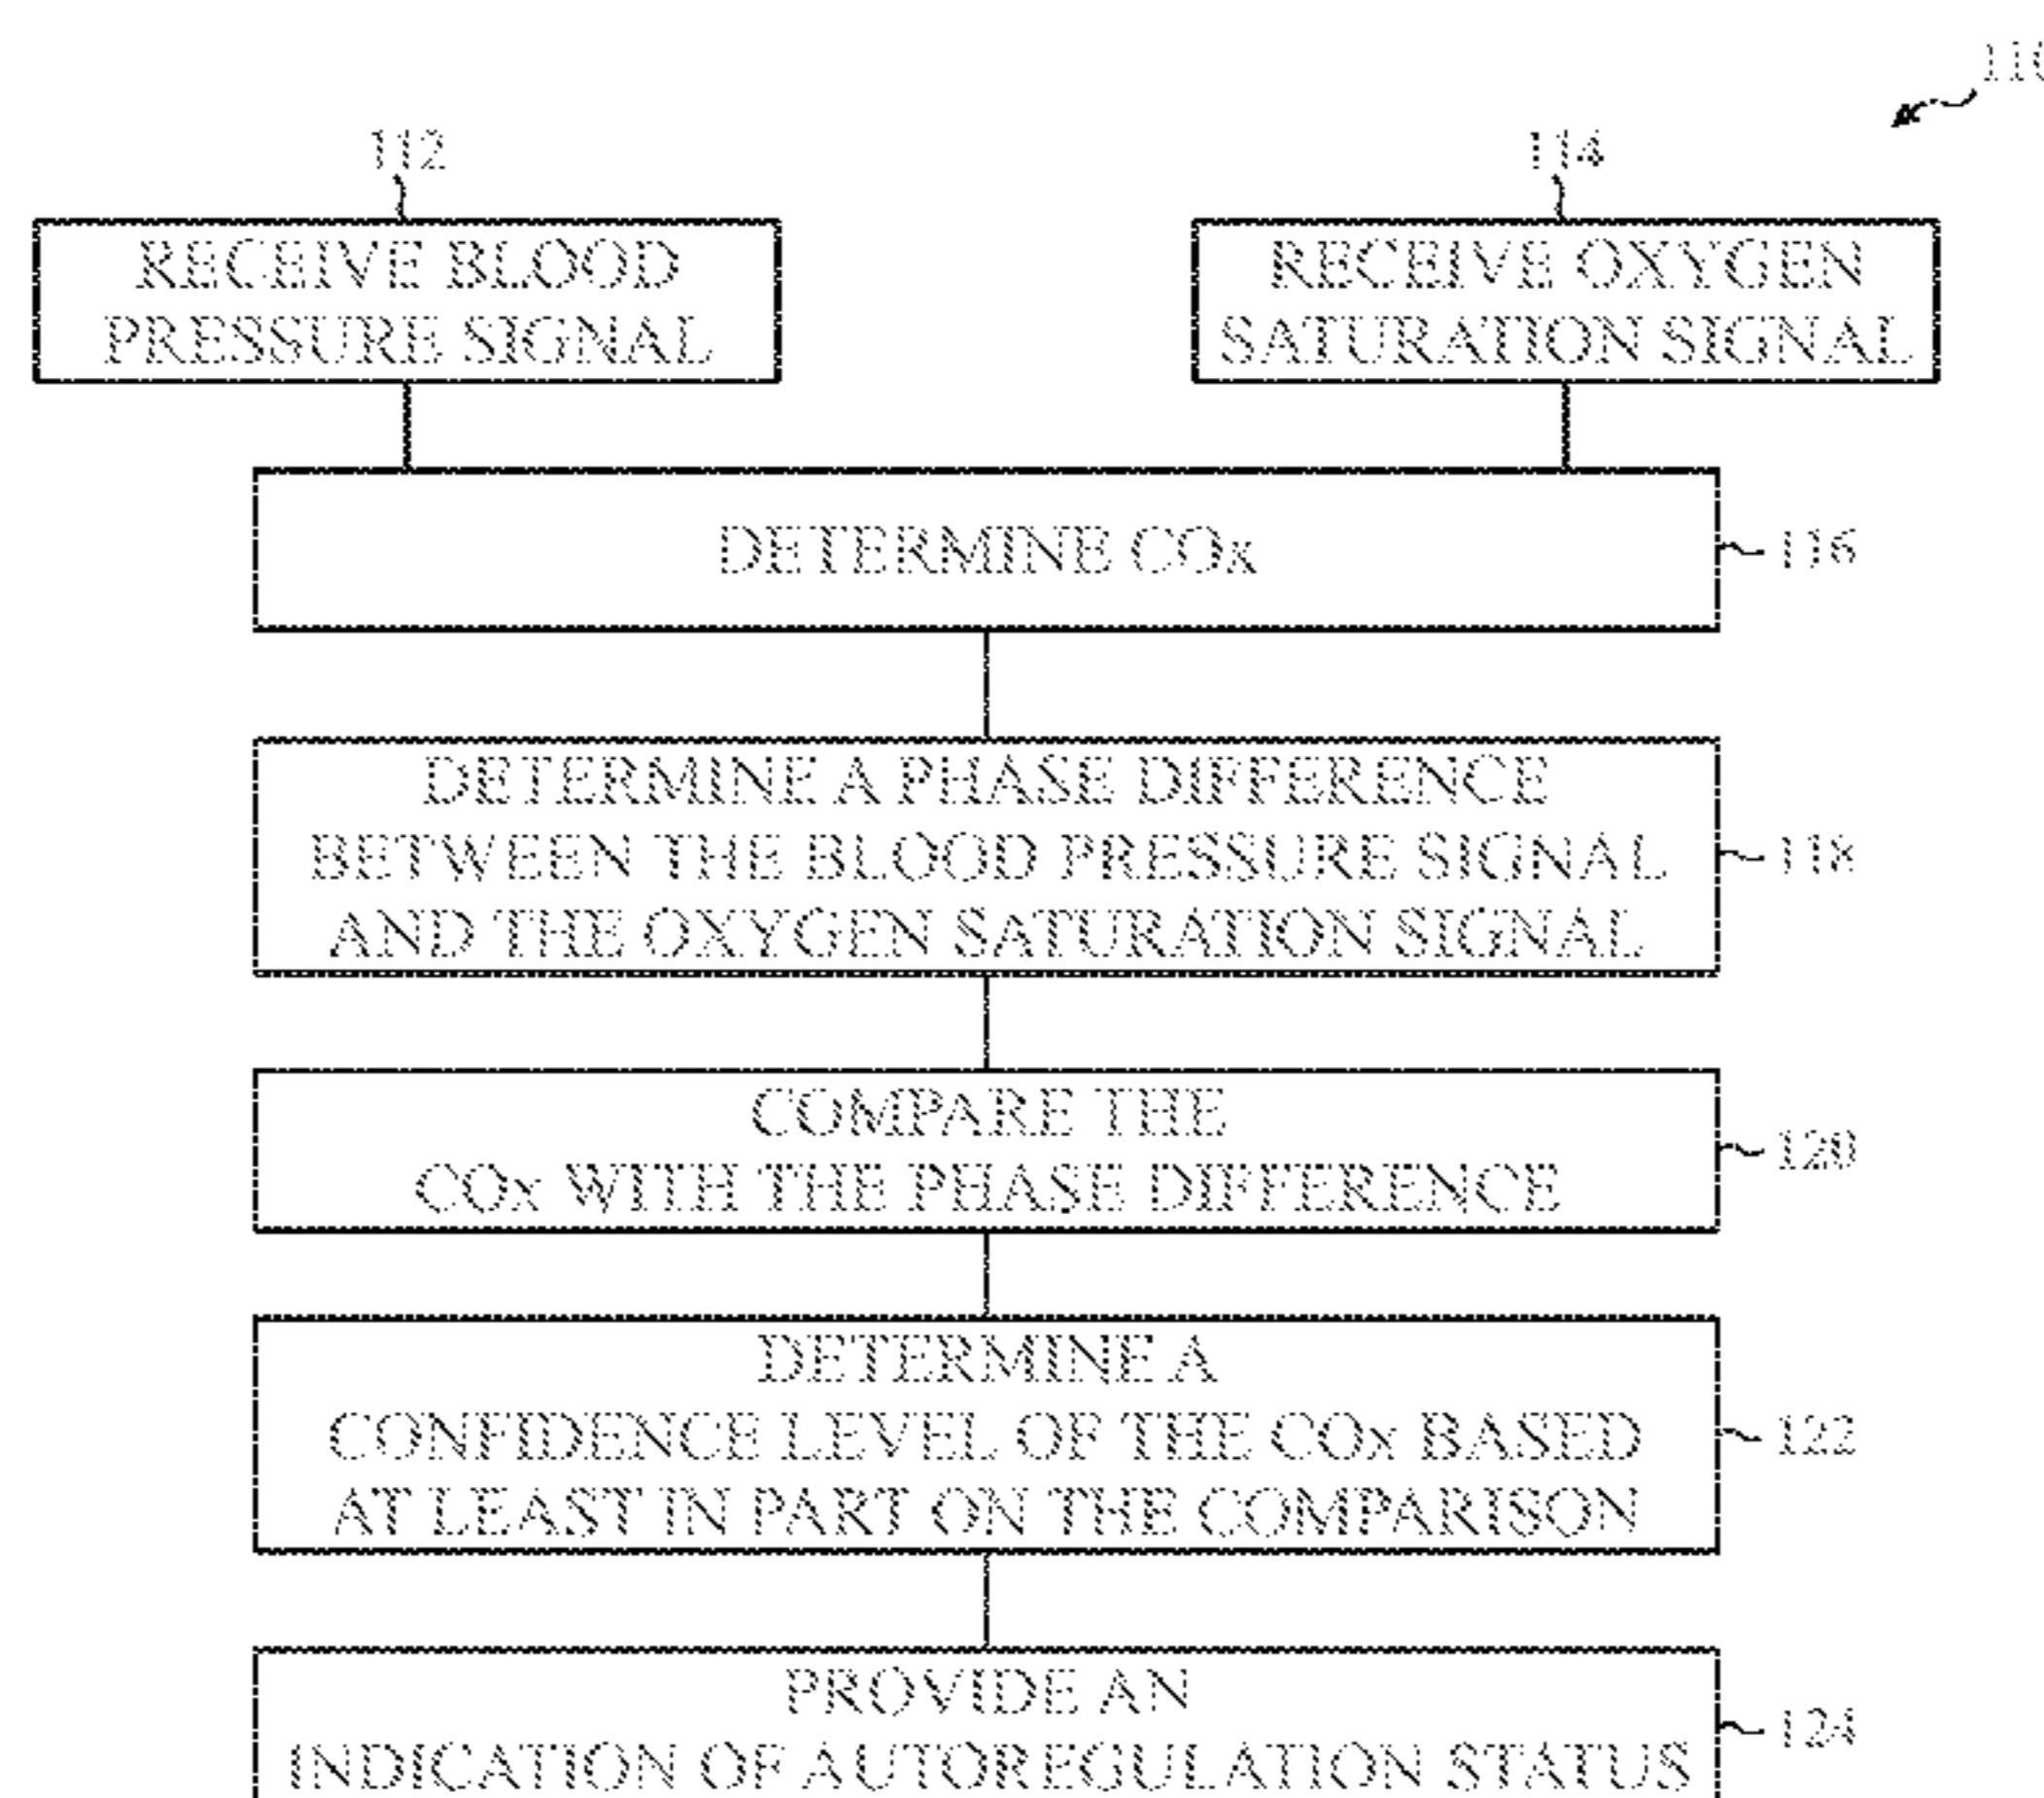 112
114
RECEIVE BLOOD
PRESSURE SIGNAL
RECEIVE OXYGEN
SATURATION SIGNAL
DETERMINE COx
116
DETERMINE A PHASE DIFFERENCE
BETWEEN THE BLOOD PRESSURE SIGNAL
AND THE OXYGEN SATURATION SIGNAL
118
COMPARE THE
COx WITH THE PHASE DIFFERENCE
120
DETERMINE A
CONFIDENCE LEVEL OF THE COx BASED
AT LEAST IN PART ON THE COMPARISON
122
PROVIDE AN
INDICATION OF AUTOREGULATION STATUS
124